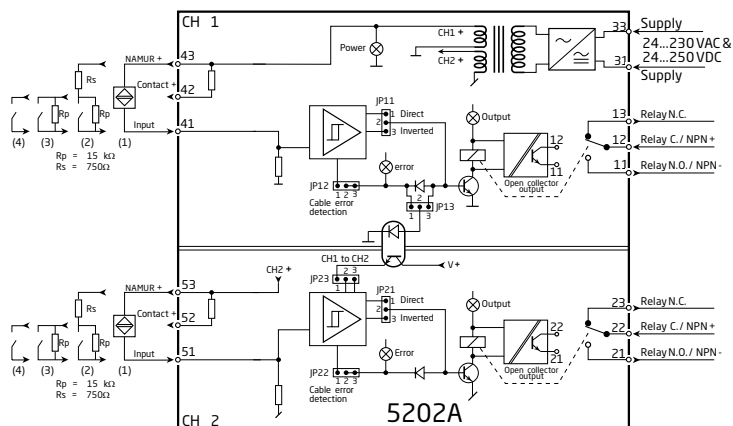 CH 1
NAMUR +
43
Rs
Contact +
42
Rp
Rp
Input
41
(4)
(3)
(2)
(1)
Rp = 15 kΩ
Rs = 750Ω
Power
CH1 +
CH2 +
33
Supply
24...230 VAC &
24...250 VDC
31
Supply
JP11
1 Direct
2
3 Inverted
JP12
1 2 3
Cable error
detection
error
2
1 3
JP13
Output
12
11
Open collector
output
13
Relay N.C.
12
Relay C./ NPN +
11
Relay N.O./ NPN -
CH1 to CH2
V+
JP23
2
1 3
CH2 +
NAMUR +
53
Rs
Contact +
52
Rp
Rp
Input
51
(4)
(3)
(2)
(1)
Rp = 15 kΩ
Rs = 750Ω
JP21
1 Direct
2
3 Inverted
JP22
1 2 3
Cable error
detection
Error
Output
22
21
Open collector
output
23
Relay N.C.
22
Relay C./ NPN +
21
Relay N.O./ NPN -
5202A
CH 2